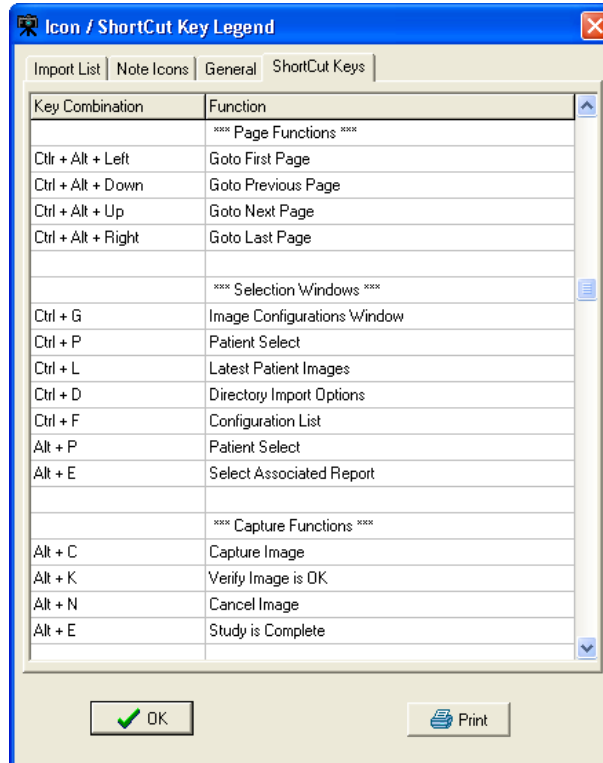 Icon / ShortCut Key Legend
Import List Note Icons General ShortCut Keys
Key Combination Function
*** Page Functions ***
Ctlr + Alt + Left Goto First Page
Ctrl + Alt + Down Goto Previous Page
Ctrl + Alt + Up Goto Next Page
Ctrl + Alt + Right Goto Last Page
*** Selection Windows ***
Ctrl + G Image Configurations Window
Ctrl + P Patient Select
Ctrl + L Latest Patient Images
Ctrl + D Directory Import Options
Ctrl + F Configuration List
Alt + P Patient Select
Alt + E Select Associated Report
*** Capture Functions ***
Alt + C Capture Image
Alt + K Verify Image is OK
Alt + N Cancel Image
Alt + E Study is Complete
OK Print